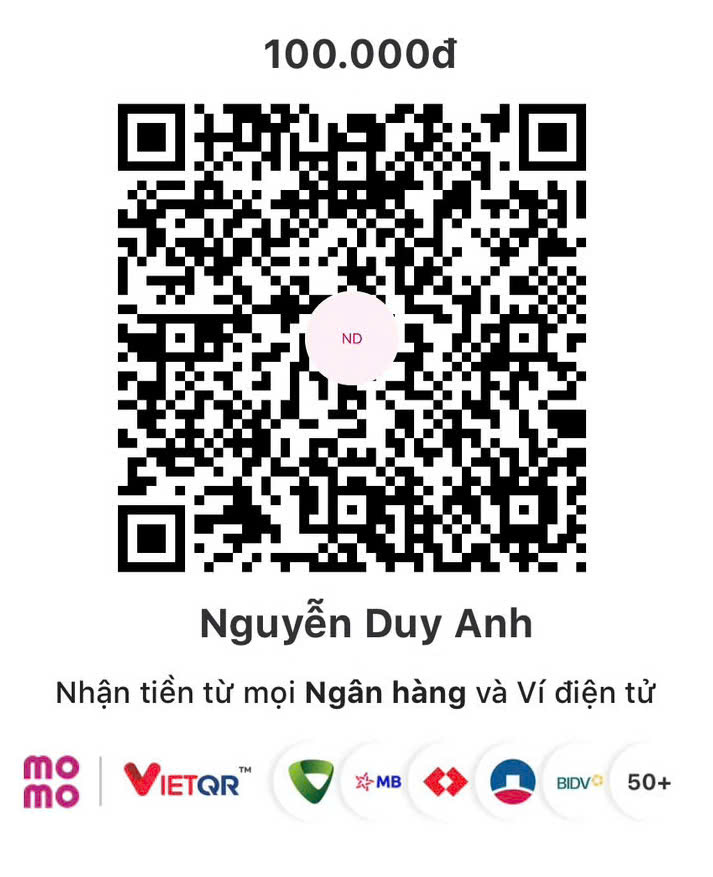 100.000đ
ND
Nguyễn Duy Anh
Nhận tiền từ mọi Ngân hàng và Ví điện tử
mo
mo
VIETQR™
MB
BIDV
50+